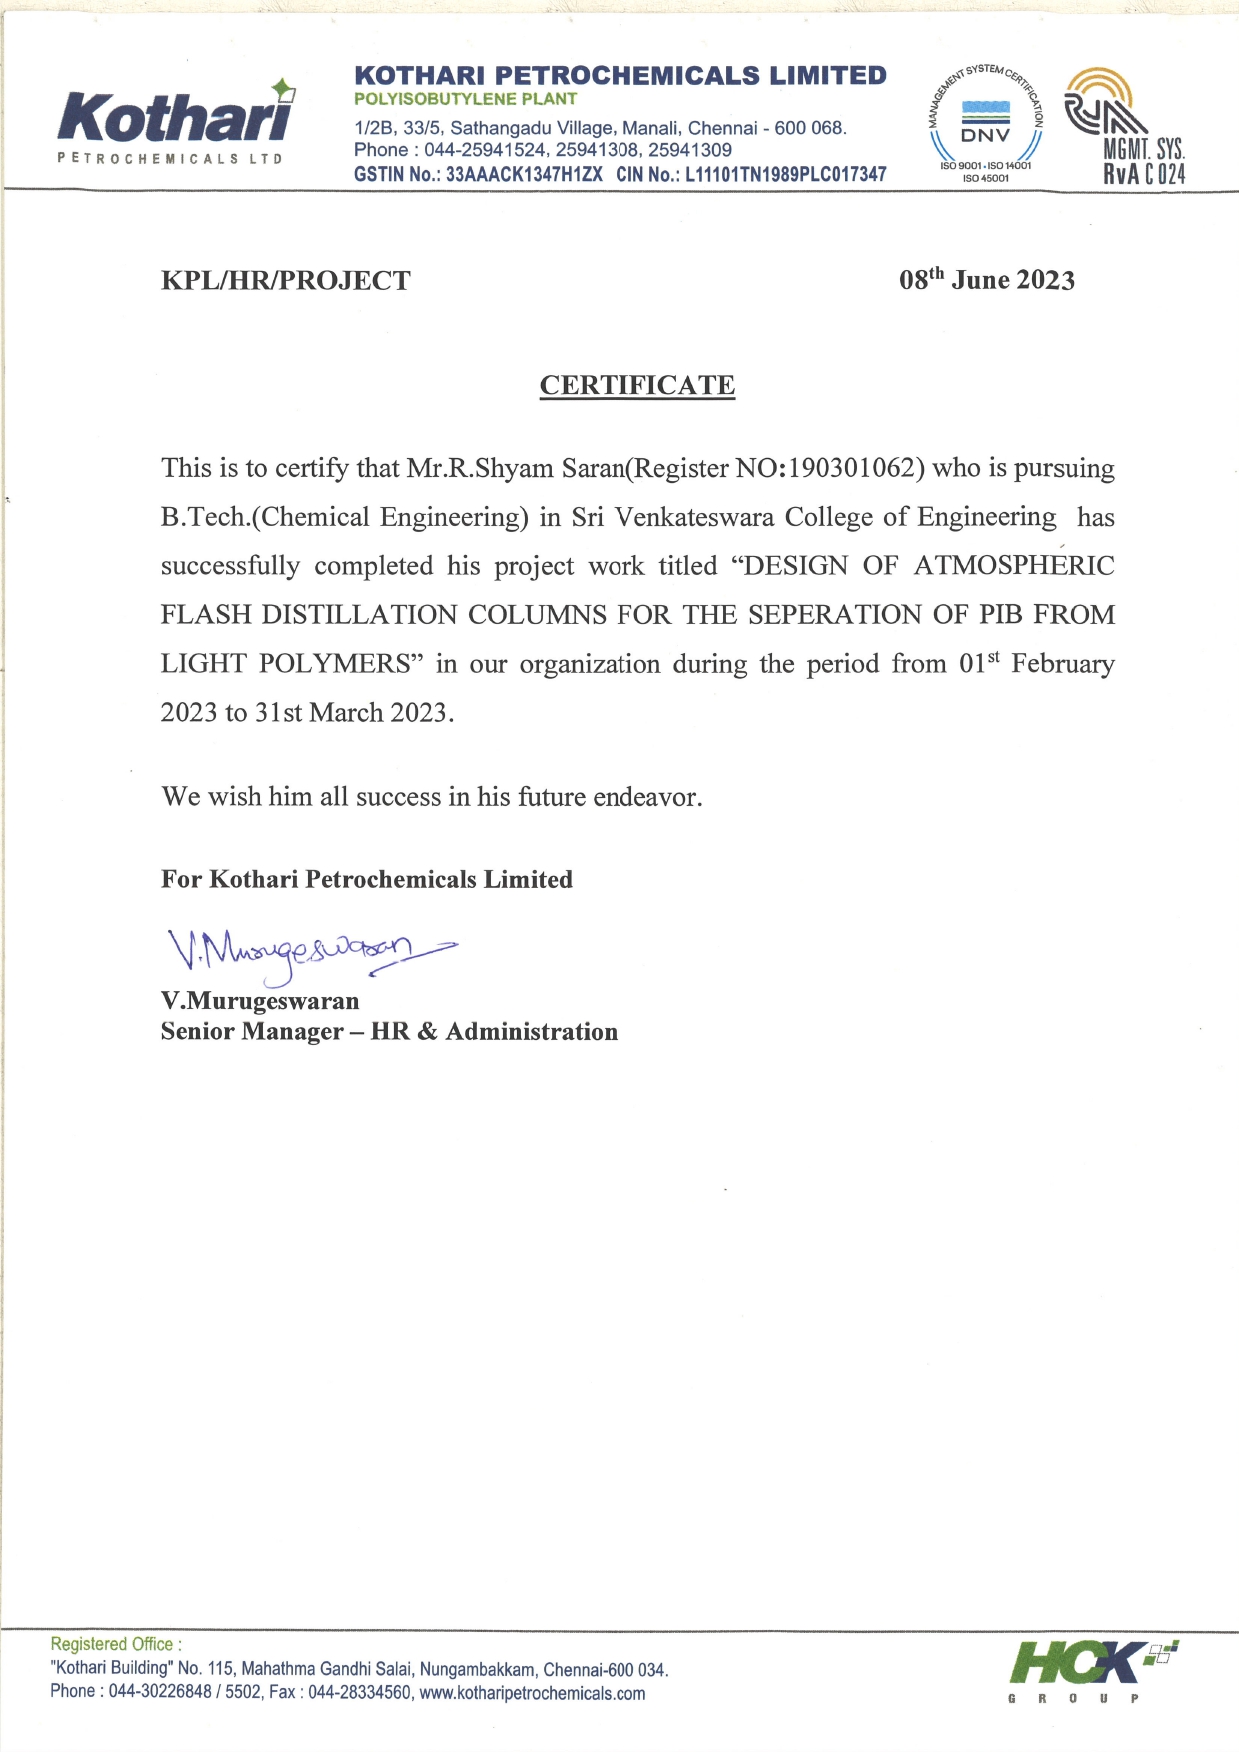 Kothari
PETROCHEMICALS LTD
KOTHARI PETROCHEMICALS LIMITED
POLYISOBUTYLENE PLANT
1/2B, 33/5, Sathangadu Village, Manali, Chennai - 600 068.
Phone : 044-25941524, 25941308, 25941309
GSTIN No.: 33AAACK1347H1ZX CIN No.: L11101TN1989PLC017347
MANAGEMENT SYSTEM CERTIFICATION
DNV
ISO 9001 • ISO 14001
ISO 45001
RvA
MGMT. SYS.
RvA C 024
KPL/HR/PROJECT 08th June 2023
CERTIFICATE
This is to certify that Mr.R.Shyam Saran(Register NO:190301062) who is pursuing
B.Tech.(Chemical Engineering) in Sri Venkateswara College of Engineering has
successfully completed his project work titled “DESIGN OF ATMOSPHERIC
FLASH DISTILLATION COLUMNS FOR THE SEPERATION OF PIB FROM
LIGHT POLYMERS” in our organization during the period from 01st February
2023 to 31st March 2023.
We wish him all success in his future endeavor.
For Kothari Petrochemicals Limited
V.Murugeswaran
V.Murugeswaran
Senior Manager – HR & Administration
Registered Office :
"Kothari Building" No. 115, Mahathma Gandhi Salai, Nungambakkam, Chennai-600 034.
Phone : 044-30226848 / 5502, Fax : 044-28334560, www.kotharipetrochemicals.com
HCK
GROUP